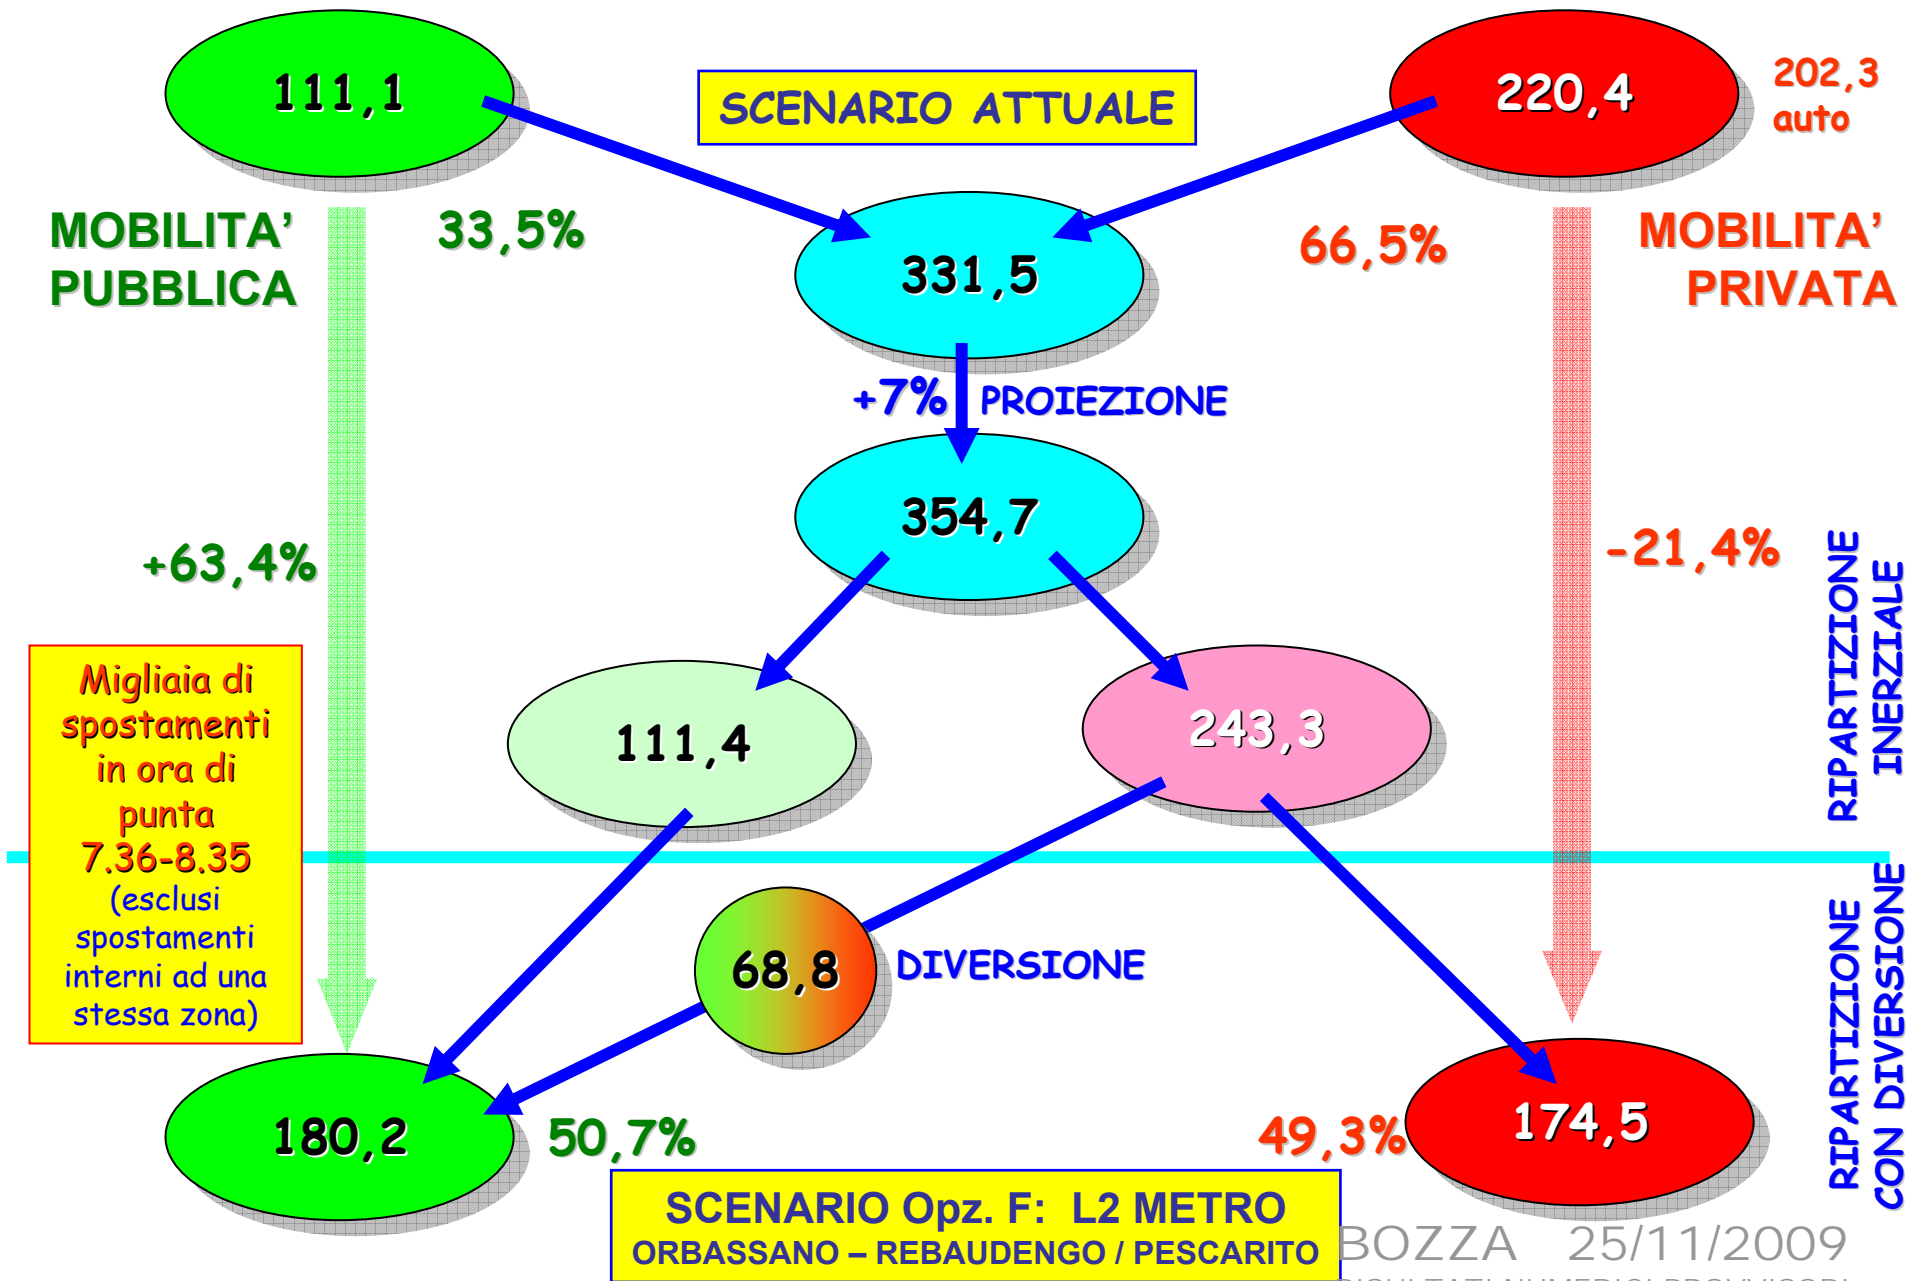 111,1
SCENARIO ATTUALE
220,4
202,3
auto
MOBILITA’
PUBBLICA
33,5%
66,5%
MOBILITA’
PRIVATA
331,5
+7% PROIEZIONE
354,7
+63,4%
-21,4%
RIPARTIZIONE
INERZIALE
Migliaia di
spostamenti
in ora di
punta
7.36-8.35
(esclusi
spostamenti
interni ad una
stessa zona)
111,4
243,3
68,8
DIVERSIONE
RIPARTIZIONE
CON DIVERSIONE
180,2
50,7%
49,3%
174,5
SCENARIO Opz. F: L2 METRO
ORBASSANO – REBAUDENGO / PESCARITO
BOZZA 25/11/2009
RISULTATI NUMERICI PROVVISORI